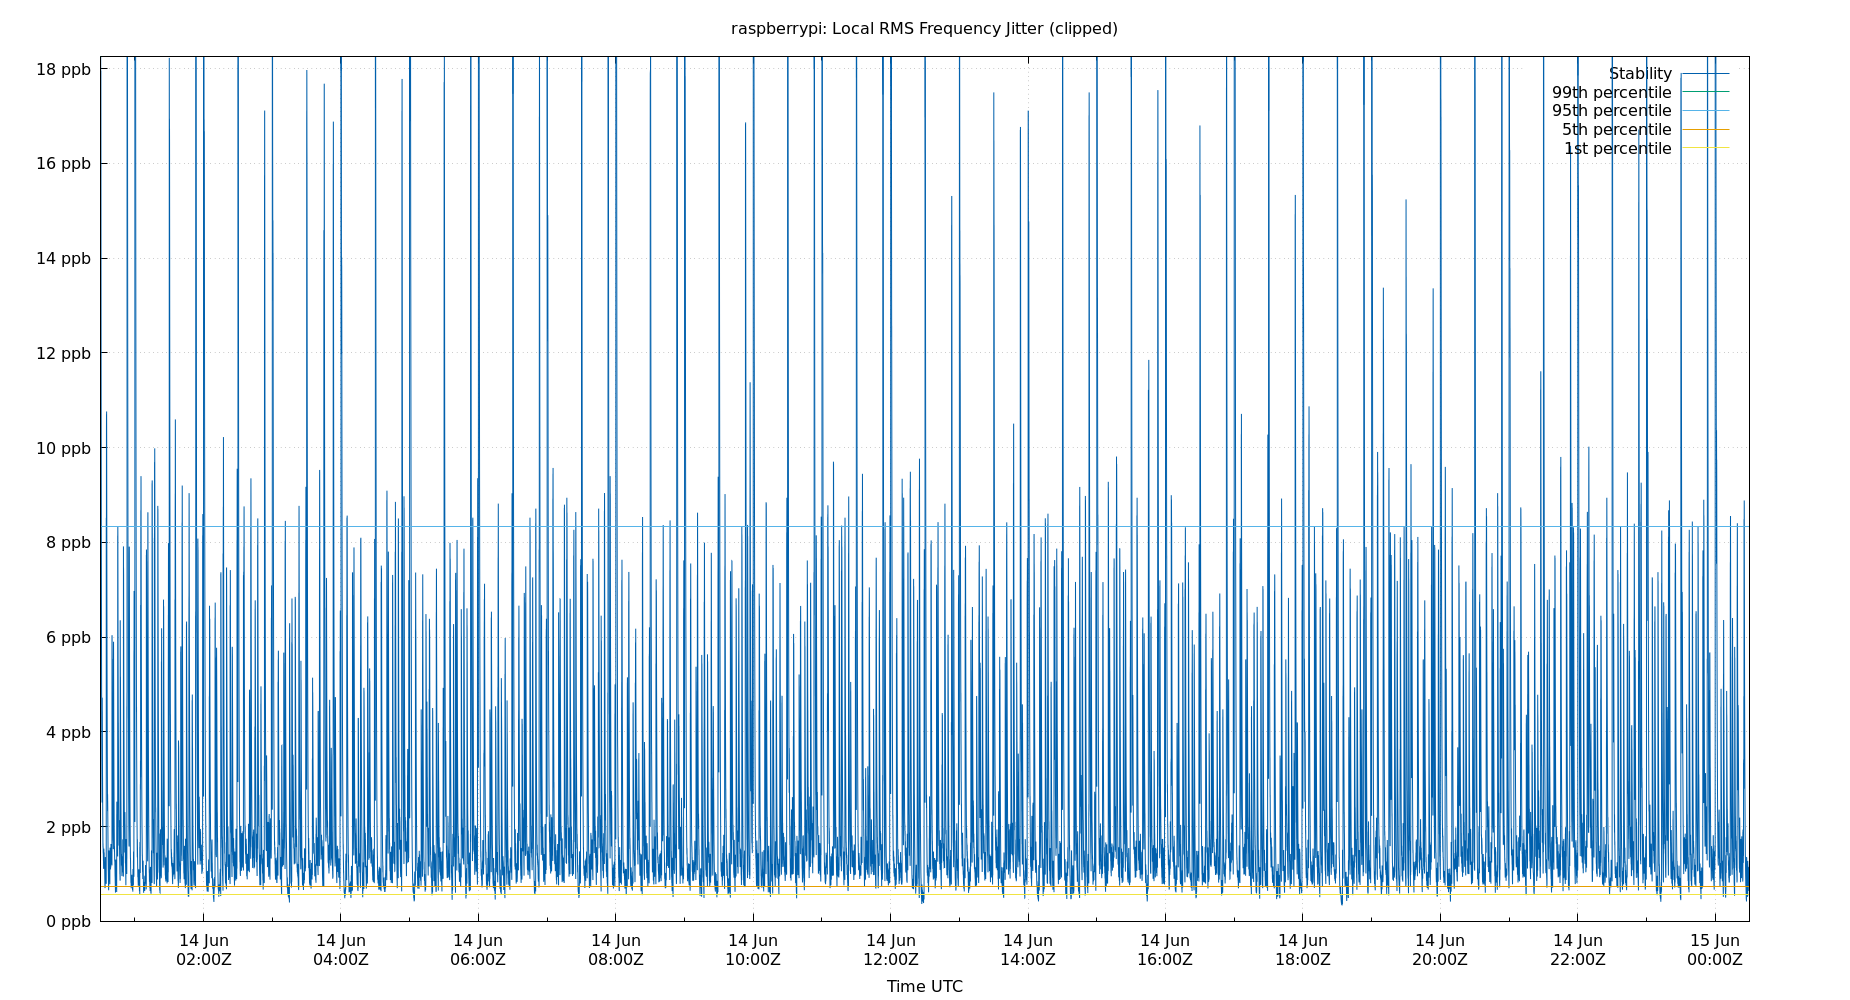 raspberrypi: Local RMS Frequency Jitter (clipped)
18 ppb
16 ppb
14 ppb
12 ppb
10 ppb
8 ppb
6 ppb
4 ppb
2 ppb
0 ppb
Stability
99th percentile
95th percentile
5th percentile
1st percentile
14 Jun 14 Jun 14 Jun 14 Jun 14 Jun 14 Jun 14 Jun 14 Jun 14 Jun 14 Jun 14 Jun 15 Jun
02:00Z 04:00Z 06:00Z 08:00Z 10:00Z 12:00Z 14:00Z 16:00Z 18:00Z 20:00Z 22:00Z 00:00Z
Time UTC